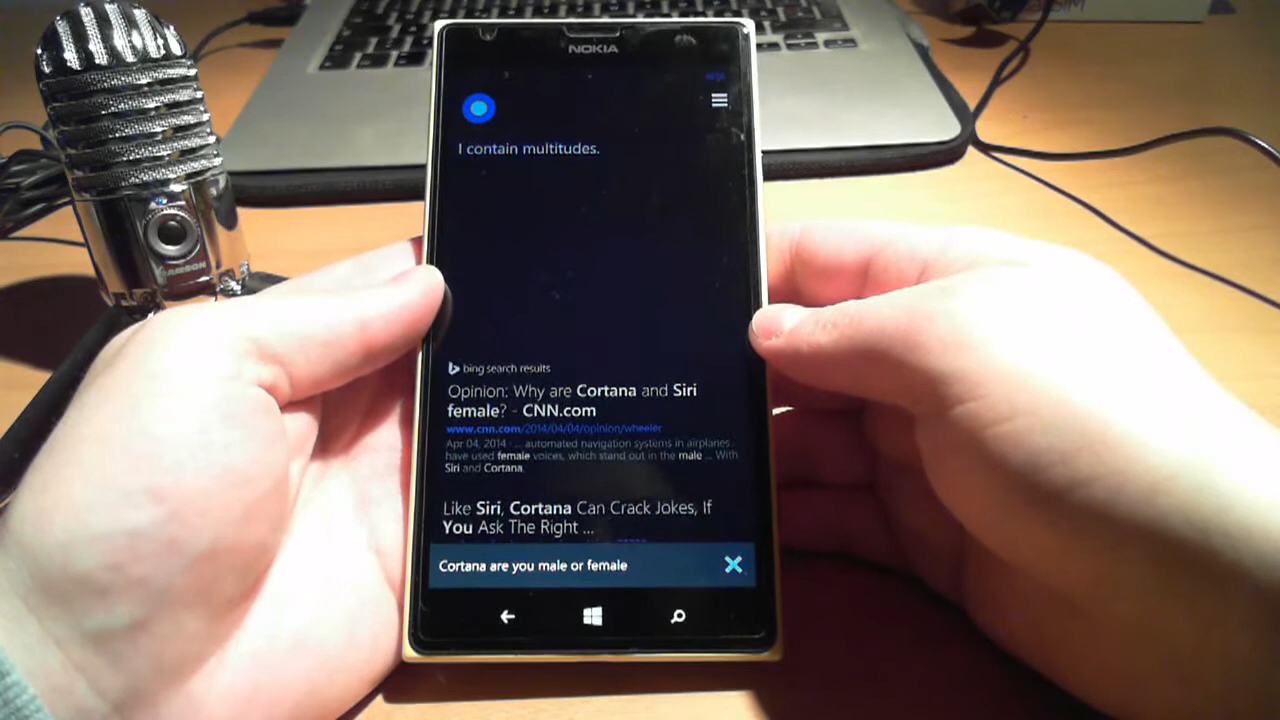 NOKIA
I contain multitudes.
bing search results
Opinion: Why are Cortana and Siri
female? - CNN.com
www.cnn.com/2014/04/04/opinion/wheeler
Apr 04, 2014 · ... automated navigation systems in airplanes
have used female voices, which stand out in the male ... With
Siri and Cortana
Like Siri, Cortana Can Crack Jokes, If
You Ask The Right ...
Cortana are you male or female
SAMSON